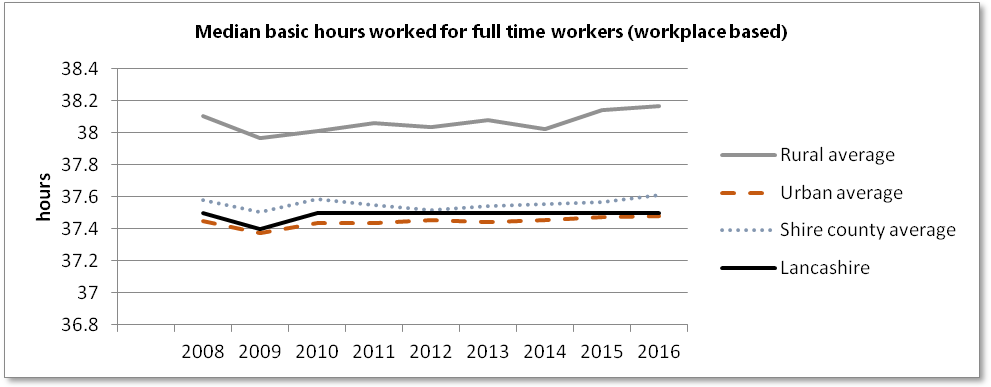 Median basic hours worked for full time workers (workplace based)
hours
38.4
38.2
38
37.8
37.6
37.4
37.2
37
36.8
2008 2009 2010 2011 2012 2013 2014 2015 2016
Rural average
Urban average
Shire county average
Lancashire